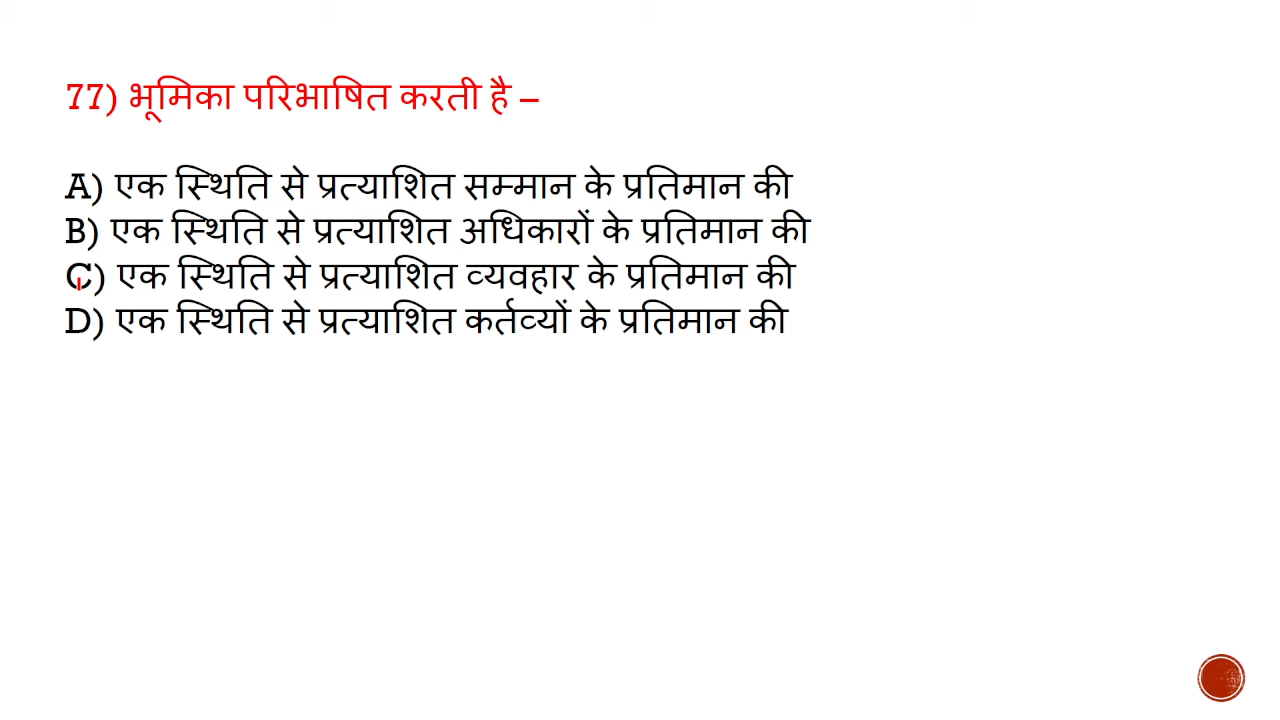 77) भूमिका परिभाषित करती है –
A) एक स्थिति से प्रत्याशित सम्मान के प्रतिमान की
B) एक स्थिति से प्रत्याशित अधिकारों के प्रतिमान की
C) एक स्थिति से प्रत्याशित व्यवहार के प्रतिमान की
D) एक स्थिति से प्रत्याशित कर्तव्यों के प्रतिमान की